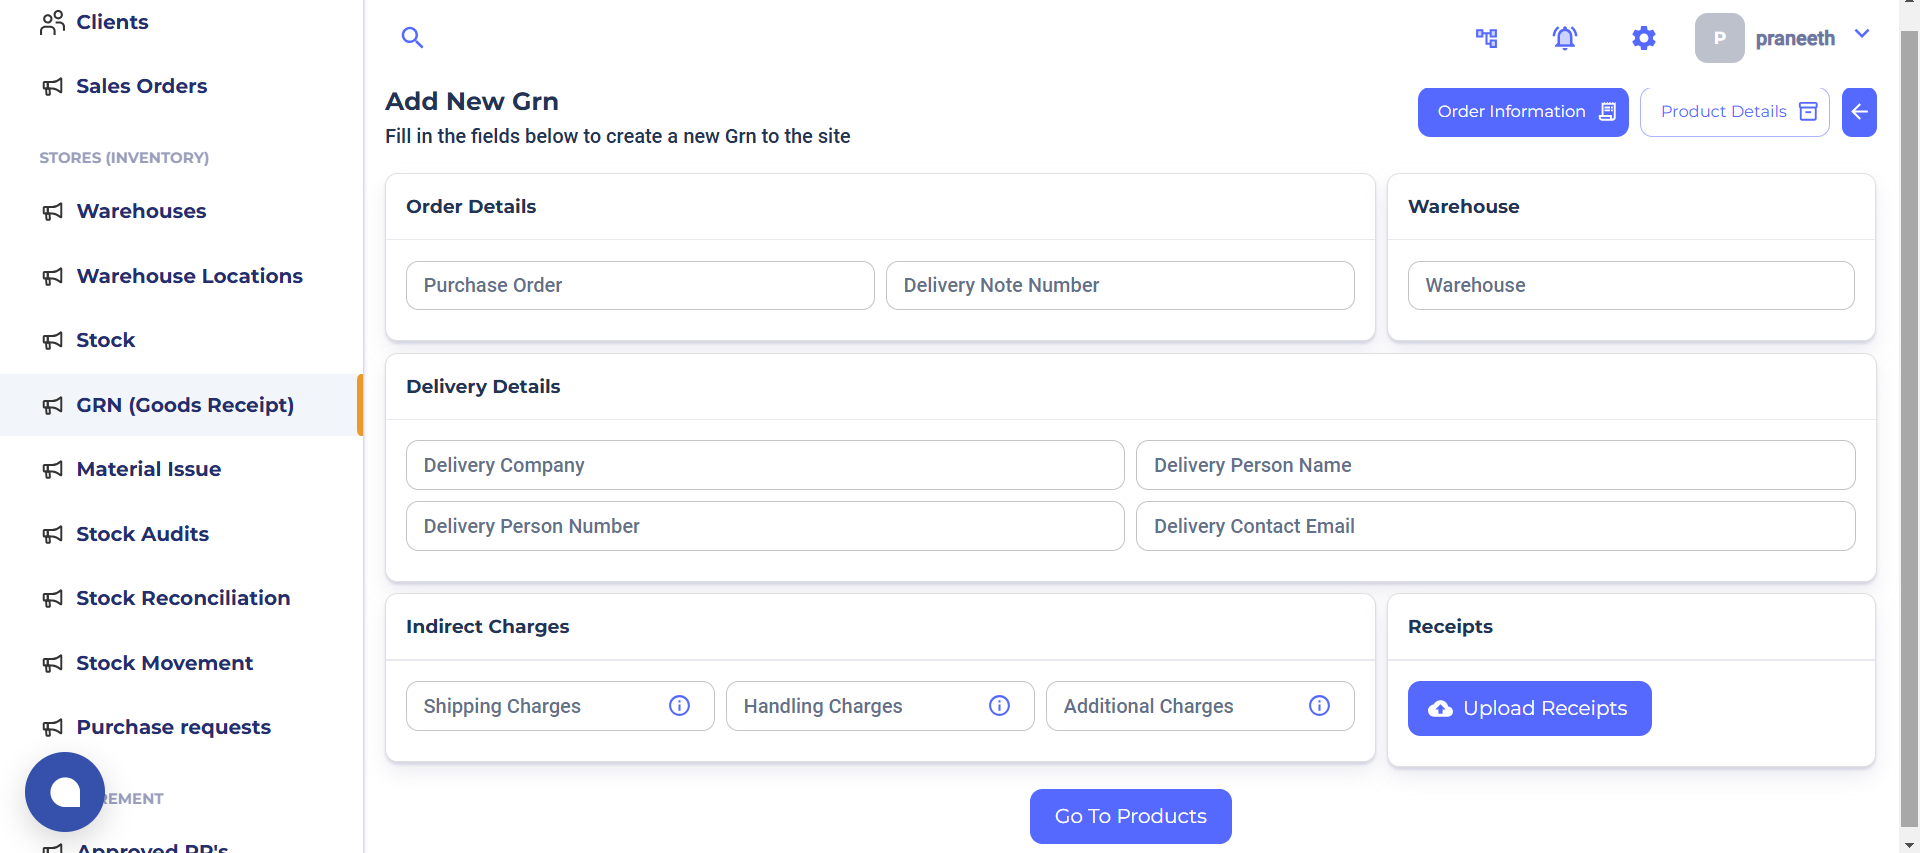 Clients
Sales Orders
STORES (INVENTORY)
Warehouses
Warehouse Locations
Stock
GRN (Goods Receipt)
Material Issue
Stock Audits
Stock Reconciliation
Stock Movement
Purchase requests
REMENT
Approved PR's
P praneeth
Add New Grn
Fill in the fields below to create a new Grn to the site
Order Information
Product Details
Order Details
Purchase Order
Delivery Note Number
Warehouse
Warehouse
Delivery Details
Delivery Company
Delivery Person Name
Delivery Person Number
Delivery Contact Email
Indirect Charges
Shipping Charges
Handling Charges
Additional Charges
Receipts
Upload Receipts
Go To Products